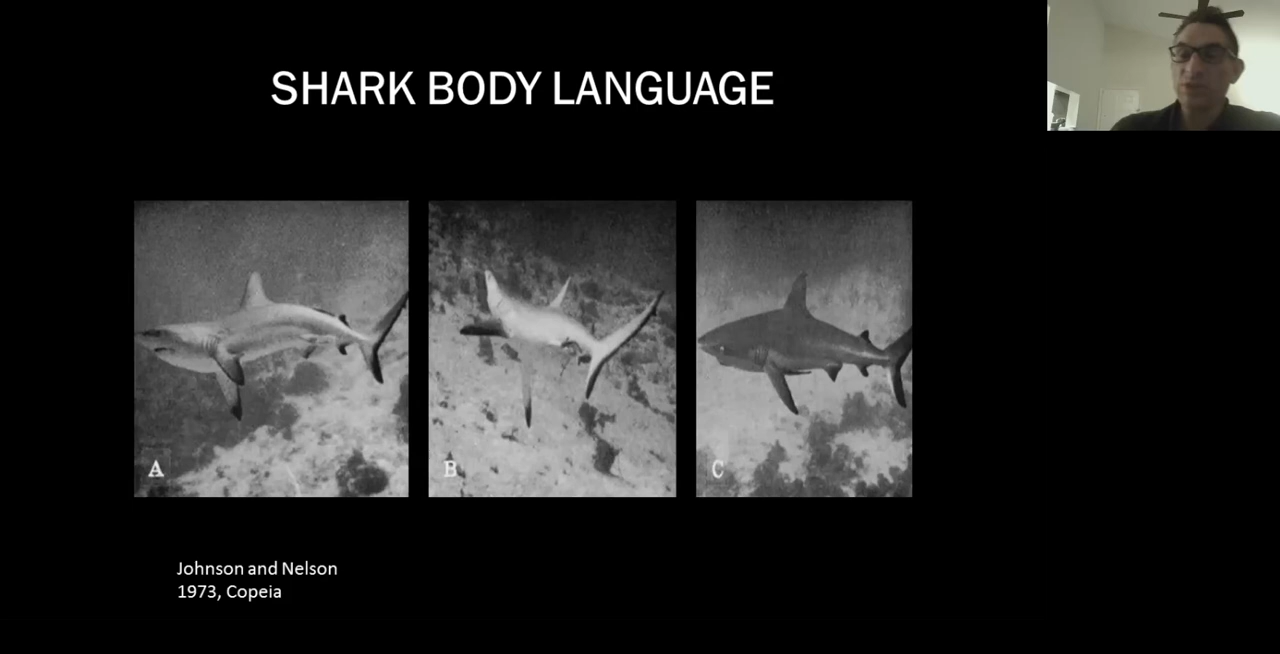 SHARK BODY LANGUAGE
A
B
C
Johnson and Nelson
1973, Copeia